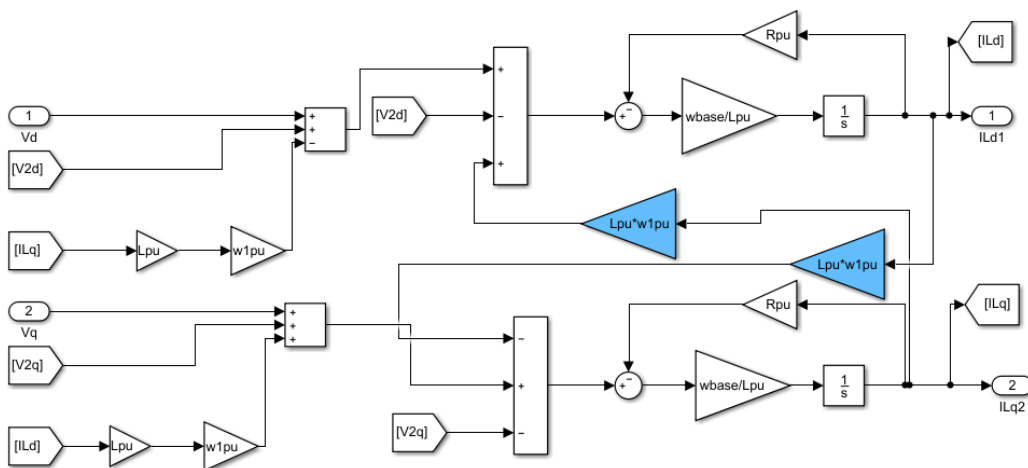 Rpu
[ILd]
1
Vd
+
+
−
[V2d]
+
−
+
+
−
wbase/Lpu
1
s
1
ILd1
[V2d]
[ILq]
Lpu
w1pu
Lpu*w1pu
Lpu*w1pu
2
Vq
+
+
+
[V2q]
−
+
−
Rpu
[ILq]
+
−
wbase/Lpu
1
s
2
ILq2
[V2q]
[ILd]
Lpu
w1pu